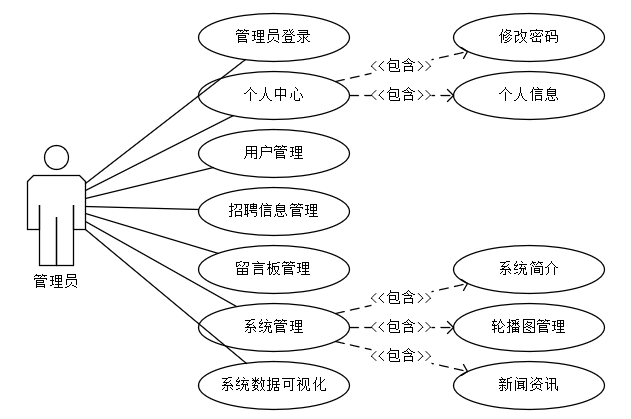 管理员登录
修改密码
<<包含>>
个人中心
<<包含>>
个人信息
用户管理
招聘信息管理
管理员
留言板管理
系统简介
<<包含>>
系统管理
<<包含>>
轮播图管理
<<包含>>
系统数据可视化
新闻资讯